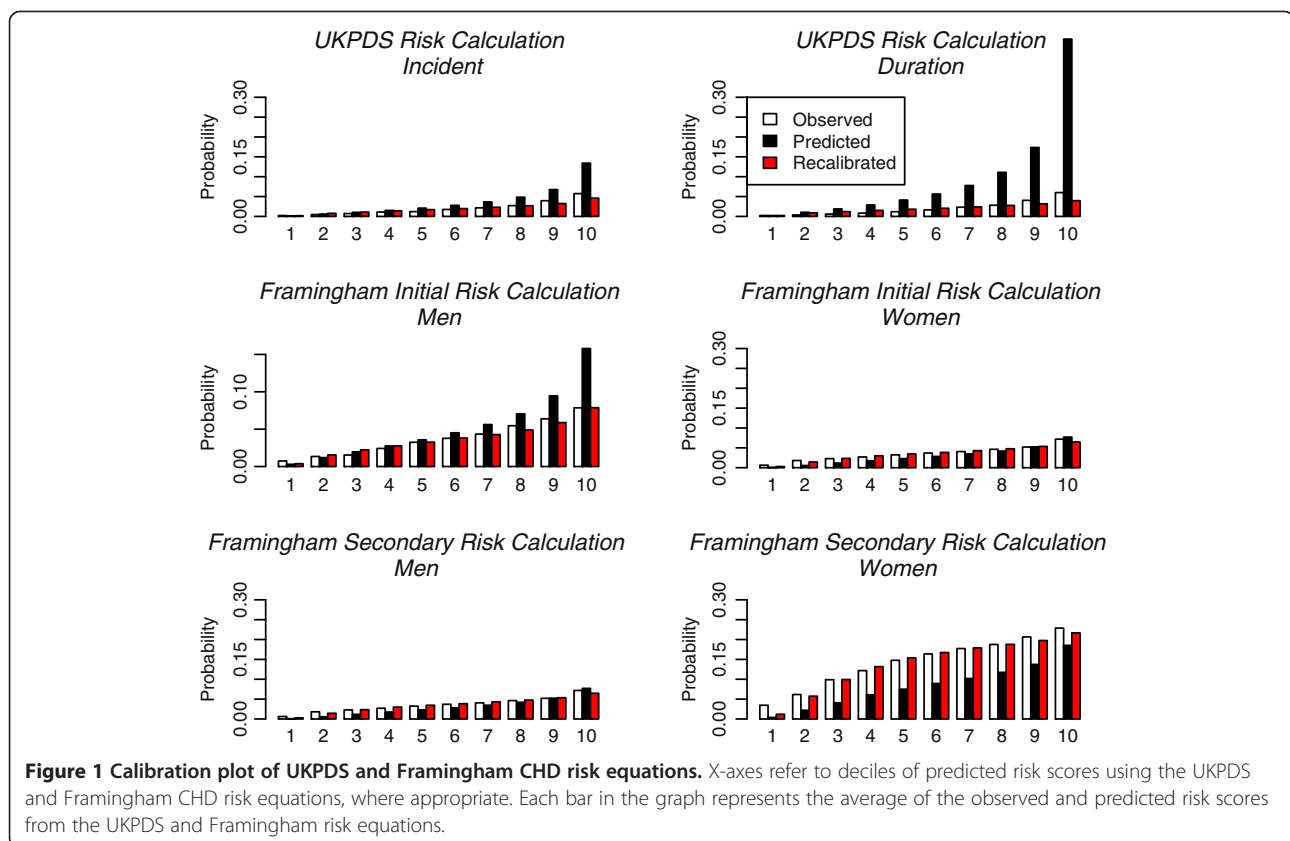 UKPDS Risk Calculation
Incident
Probability
0.00 0.15 0.30
1 2 3 4 5 6 7 8 9 10
UKPDS Risk Calculation
Duration
Probability
0.00 0.15 0.30
Observed
Predicted
Recalibrated
1 2 3 4 5 6 7 8 9 10
Framingham Initial Risk Calculation
Men
Probability
0.00 0.10
1 2 3 4 5 6 7 8 9 10
Framingham Initial Risk Calculation
Women
Probability
0.00 0.15 0.30
1 2 3 4 5 6 7 8 9 10
Framingham Secondary Risk Calculation
Men
Probability
0.00 0.15 0.30
1 2 3 4 5 6 7 8 9 10
Framingham Secondary Risk Calculation
Women
Probability
0.00 0.15 0.30
1 2 3 4 5 6 7 8 9 10
Figure 1 Calibration plot of UKPDS and Framingham CHD risk equations. X-axes refer to deciles of predicted risk scores using the UKPDS
and Framingham CHD risk equations, where appropriate. Each bar in the graph represents the average of the observed and predicted risk scores
from the UKPDS and Framingham risk equations.